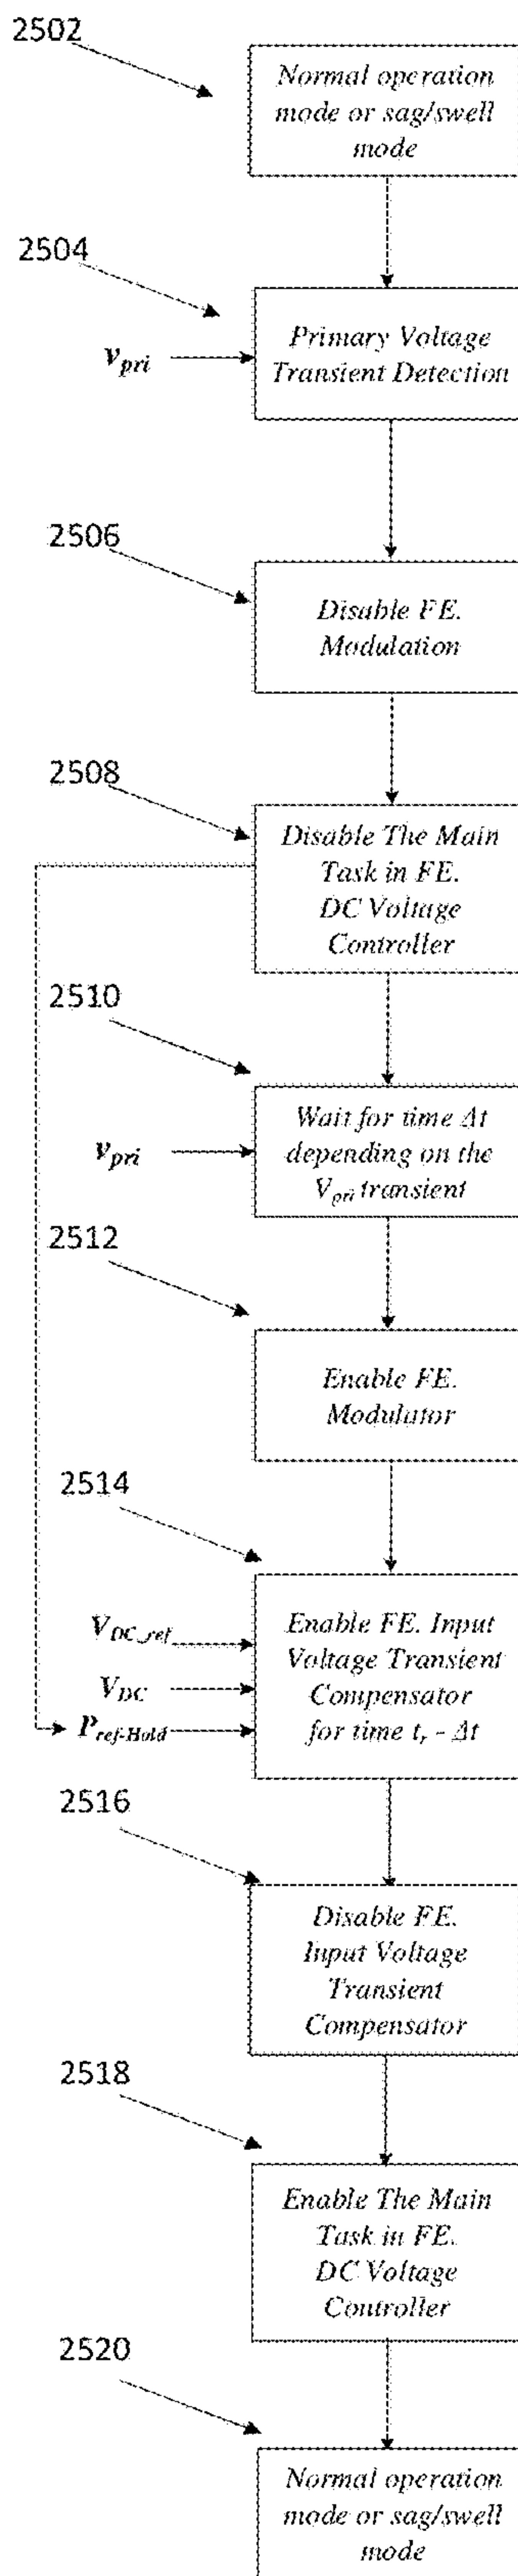 2502
Normal operation
mode or sag/swell
mode
2504
v_pri
Primary Voltage
Transient Detection
2506
Disable FE.
Modulation
2508
Disable The Main
Task in FE.
DC Voltage
Controller
2510
v_pri
Wait for time Δt
depending on the
V_pri transient
2512
Enable FE.
Modulator
2514
V_DC_ref
V_DC
P_ref-Hold
Enable FE. Input
Voltage Transient
Compensator
for time t_r - Δt
2516
Disable FE.
Input Voltage
Transient
Compensator
2518
Enable The Main
Task in FE.
DC Voltage
Controller
2520
Normal operation
mode or sag/swell
mode